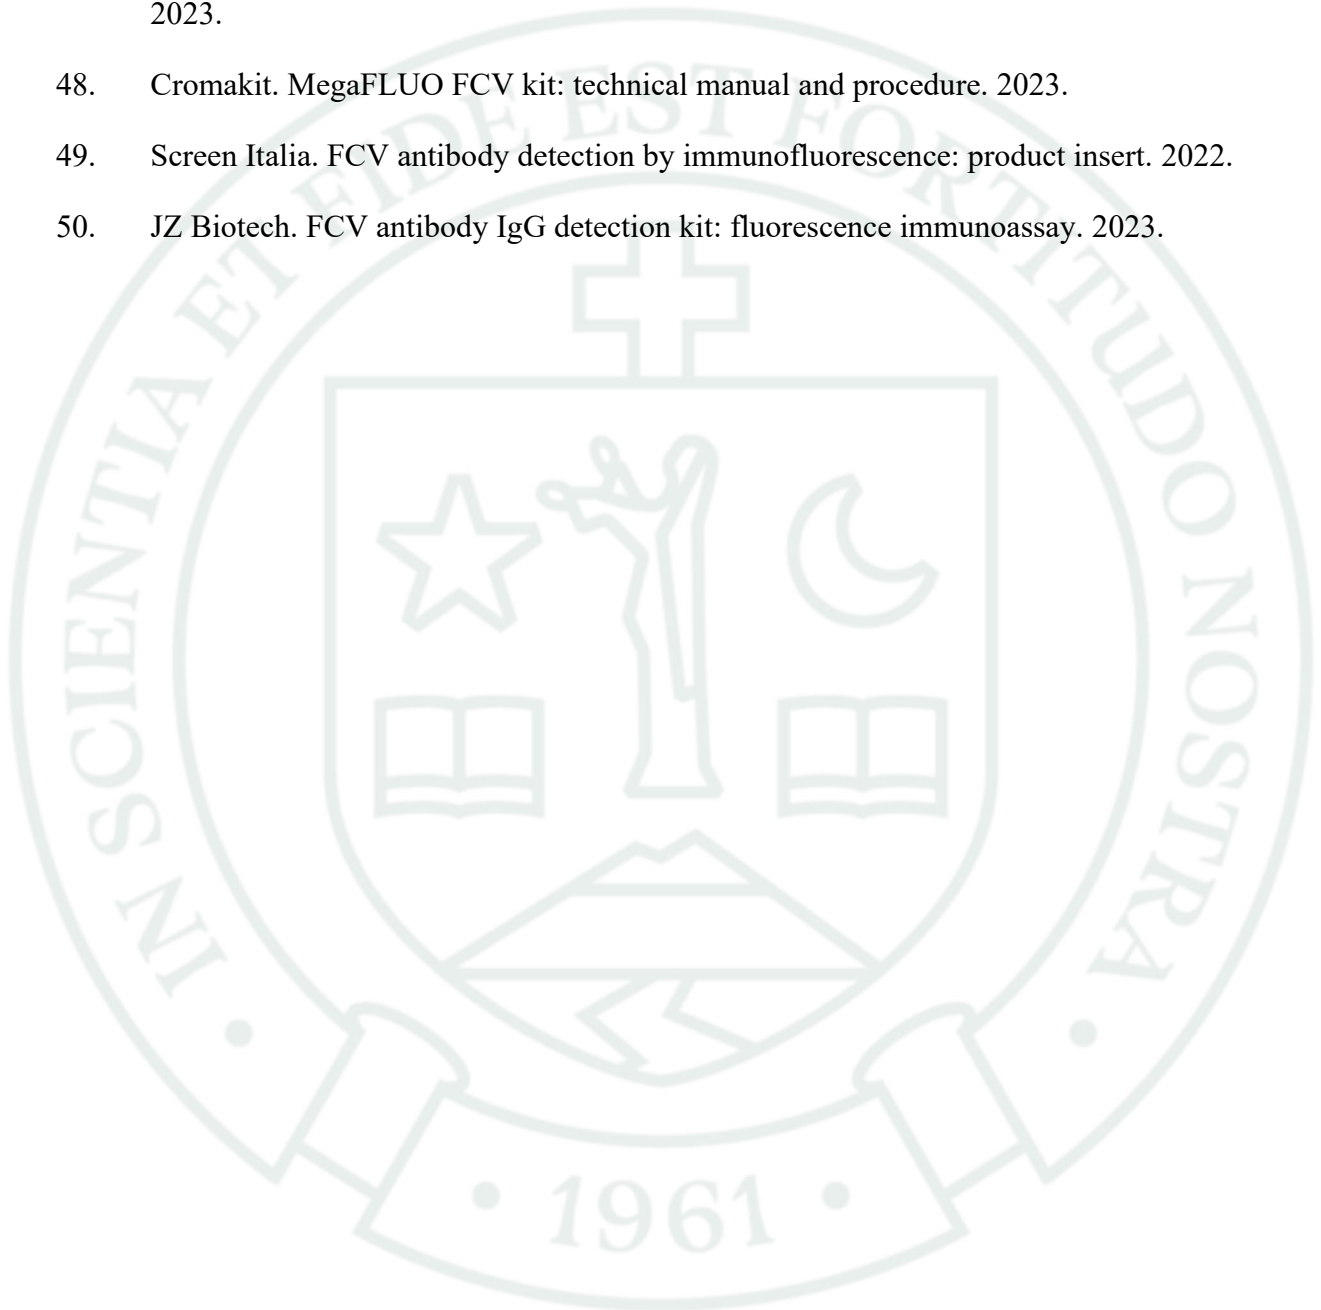 2023.
48. Cromakit. MegaFLUO FCV kit: technical manual and procedure. 2023.
49. Screen Italia. FCV antibody detection by immunofluorescence: product insert. 2022.
50. JZ Biotech. FCV antibody IgG detection kit: fluorescence immunoassay. 2023.
IN SCIENTIA ET FIDE EST FORTITUDO NOSTRA
• 1961 •